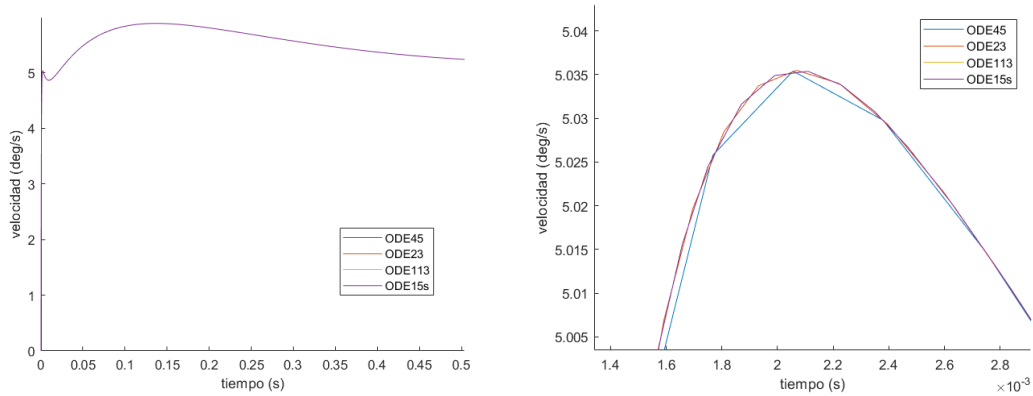 6
5
4
3
2
1
0
velocidad (deg/s)
0 0.05 0.1 0.15 0.2 0.25 0.3 0.35 0.4 0.45 0.5
tiempo (s)
ODE45
ODE23
ODE113
ODE15s
5.04
5.035
5.03
5.025
5.02
5.015
5.01
5.005
velocidad (deg/s)
1.4 1.6 1.8 2 2.2 2.4 2.6 2.8
tiempo (s)
×10-3
ODE45
ODE23
ODE113
ODE15s